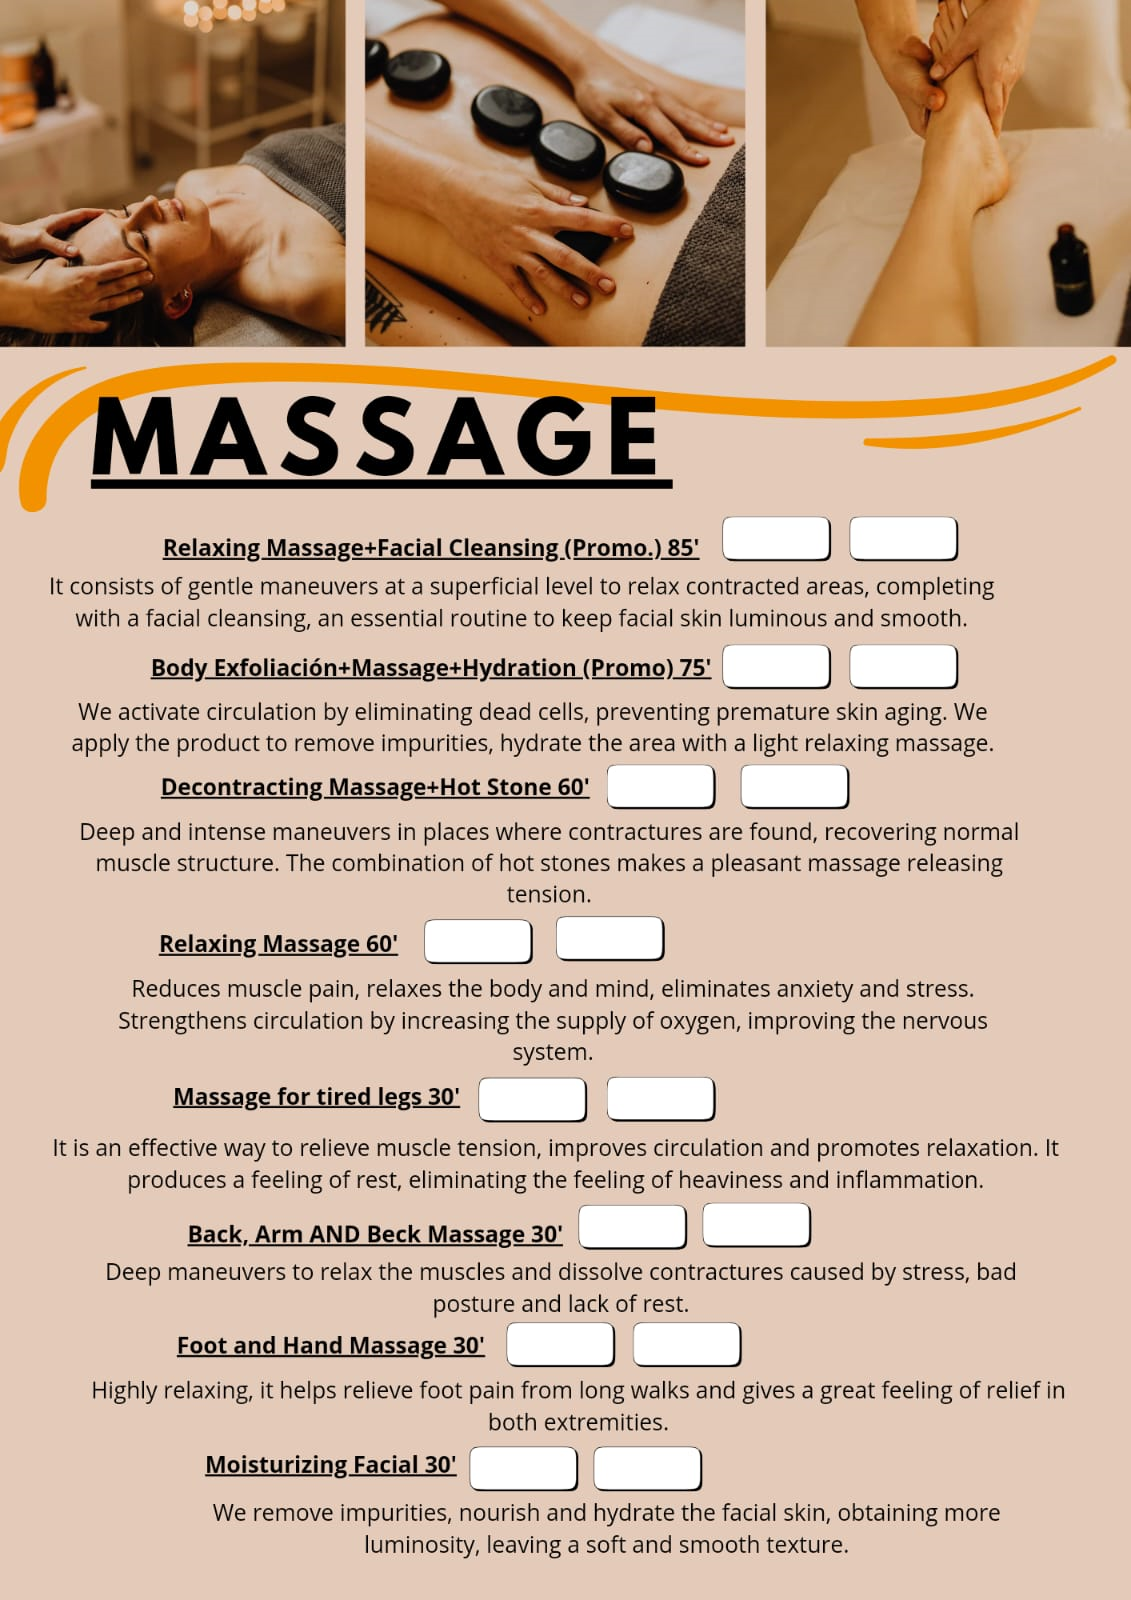 MASSAGE
Relaxing Massage+Facial Cleansing (Promo.) 85'
It consists of gentle maneuvers at a superficial level to relax contracted areas, completing
with a facial cleansing, an essential routine to keep facial skin luminous and smooth.
Body Exfoliación+Massage+Hydration (Promo) 75'
We activate circulation by eliminating dead cells, preventing premature skin aging. We
apply the product to remove impurities, hydrate the area with a light relaxing massage.
Decontracting Massage+Hot Stone 60'
Deep and intense maneuvers in places where contractures are found, recovering normal
muscle structure. The combination of hot stones makes a pleasant massage releasing
tension.
Relaxing Massage 60'
Reduces muscle pain, relaxes the body and mind, eliminates anxiety and stress.
Strengthens circulation by increasing the supply of oxygen, improving the nervous
system.
Massage for tired legs 30'
It is an effective way to relieve muscle tension, improves circulation and promotes relaxation. It
produces a feeling of rest, eliminating the feeling of heaviness and inflammation.
Back, Arm AND Beck Massage 30'
Deep maneuvers to relax the muscles and dissolve contractures caused by stress, bad
posture and lack of rest.
Foot and Hand Massage 30'
Highly relaxing, it helps relieve foot pain from long walks and gives a great feeling of relief in
both extremities.
Moisturizing Facial 30'
We remove impurities, nourish and hydrate the facial skin, obtaining more
luminosity, leaving a soft and smooth texture.